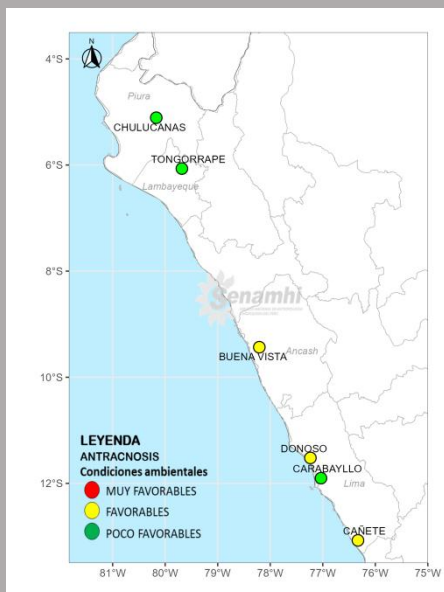 N
4°S
Piura
CHULUCANAS
TONGORRAPE
6°S
Lambayeque
8°S
Senamhi
BUENA VISTA
Ancash
10°S
DONOSO
CARABAYLLO
Lima
12°S
CAÑETE
LEYENDA
ANTRACNOSIS
Condiciones ambientales
MUY FAVORABLES
FAVORABLES
POCO FAVORABLES
81°W 80°W 79°W 78°W 77°W 76°W 75°W